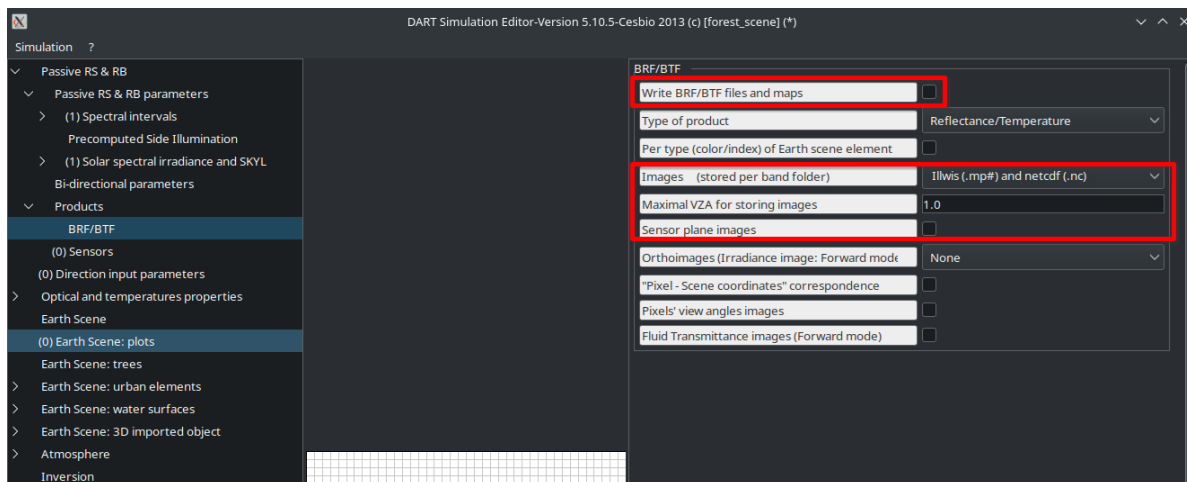 DART Simulation Editor-Version 5.10.5-Cesbio 2013 (c) [forest_scene] (*)
Simulation ?
Passive RS & RB
Passive RS & RB parameters
(1) Spectral intervals
Precomputed Side Illumination
(1) Solar spectral irradiance and SKYL
Bi-directional parameters
Products
BRF/BTF
(0) Sensors
(0) Direction input parameters
Optical and temperatures properties
Earth Scene
(0) Earth Scene: plots
Earth Scene: trees
Earth Scene: urban elements
Earth Scene: water surfaces
Earth Scene: 3D imported object
Atmosphere
Inversion
BRF/BTF
Write BRF/BTF files and maps
Type of product Reflectance/Temperature
Per type (color/index) of Earth scene element
Images (stored per band folder) Illwis (.mp#) and netcdf (.nc)
Maximal VZA for storing images 1.0
Sensor plane images
Orthoimages (Irradiance image: Forward mode None
"Pixel - Scene coordinates" correspondence
Pixels' view angles images
Fluid Transmittance images (Forward mode)